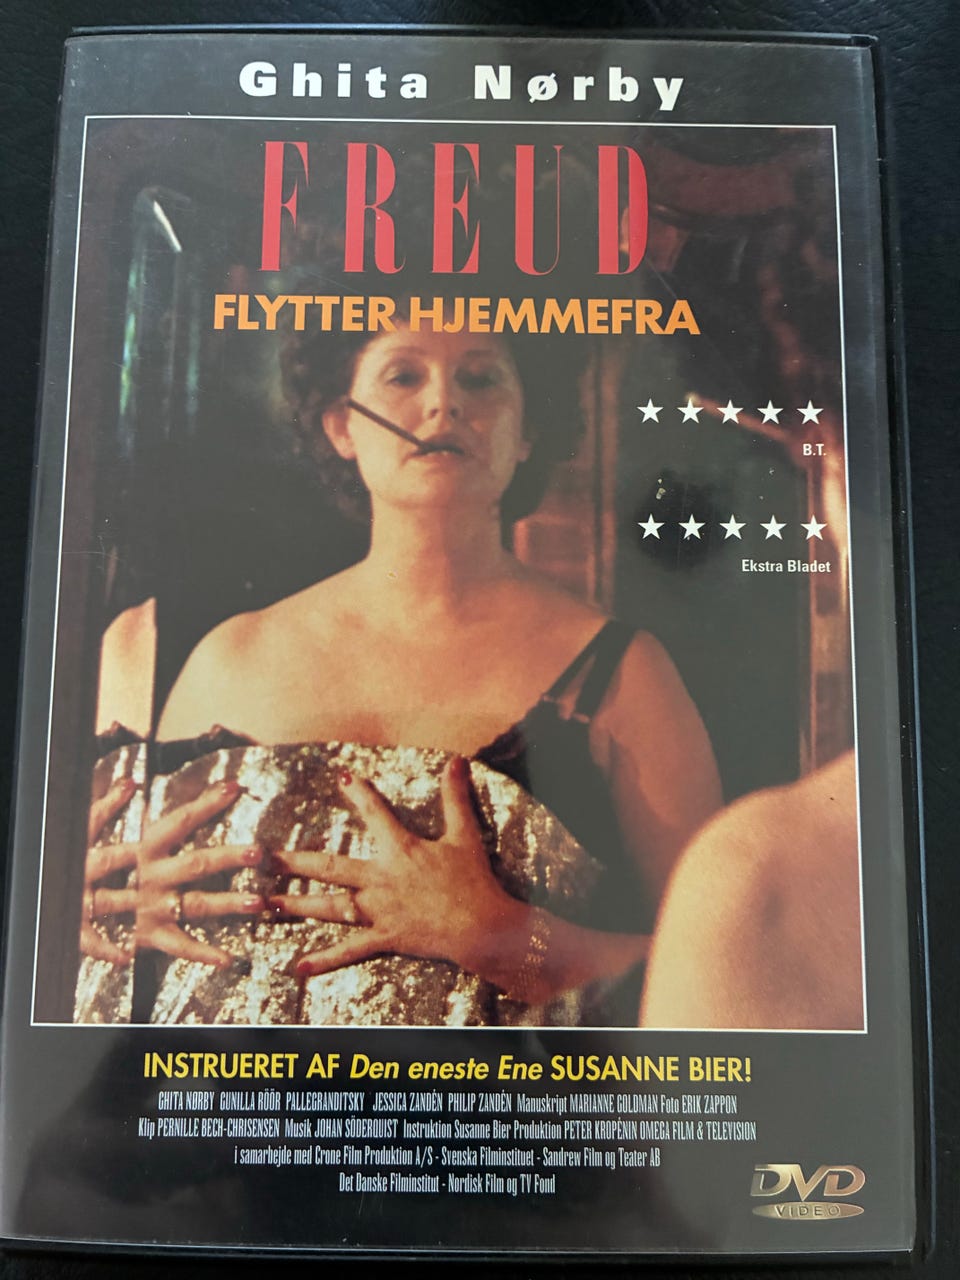 Ghita Nørby
FREUD
FLYTTER HJEMMEFRA
B.T.
Ekstra Bladet
INSTRUERET AF Den eneste Ene SUSANNE BIER!
GHITA NØRBY GUNILLA RÖÖR PALLEGRANDITSKY JESSICA ZANDÉN PHILIP ZANDÉN Manuskript MARIANNE GOLDMAN Foto ERIK ZAPPON
Klip PERNILLE BECH-CHRISENSEN Musik JOHAN SÖDERQUIST Instruktion Susanne Bier Produktion PETER KROPÉNIN OMEGA FILM & TELEVISION
i samarbejde med Crone Film Produktion A/S - Svenska Filminstituet - Sandrew Film og Teater AB
Det Danske Filminstitut - Nordisk Film og TV Fond
DVD
VIDEO